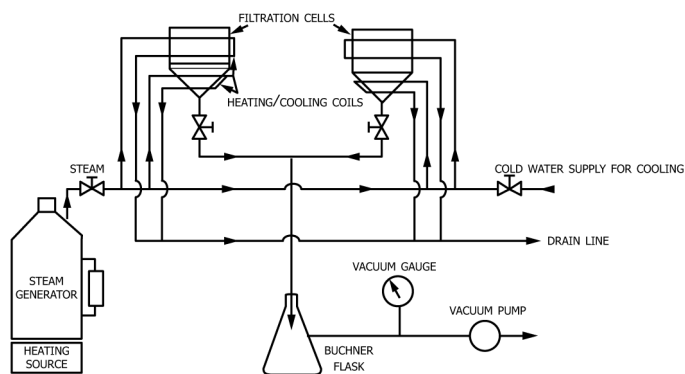 FILTRATION CELLS
HEATING/COOLING COILS
STEAM
COLD WATER SUPPLY FOR COOLING
DRAIN LINE
VACUUM GAUGE
STEAM
GENERATOR
VACUUM PUMP
BUCHNER
FLASK
HEATING
SOURCE